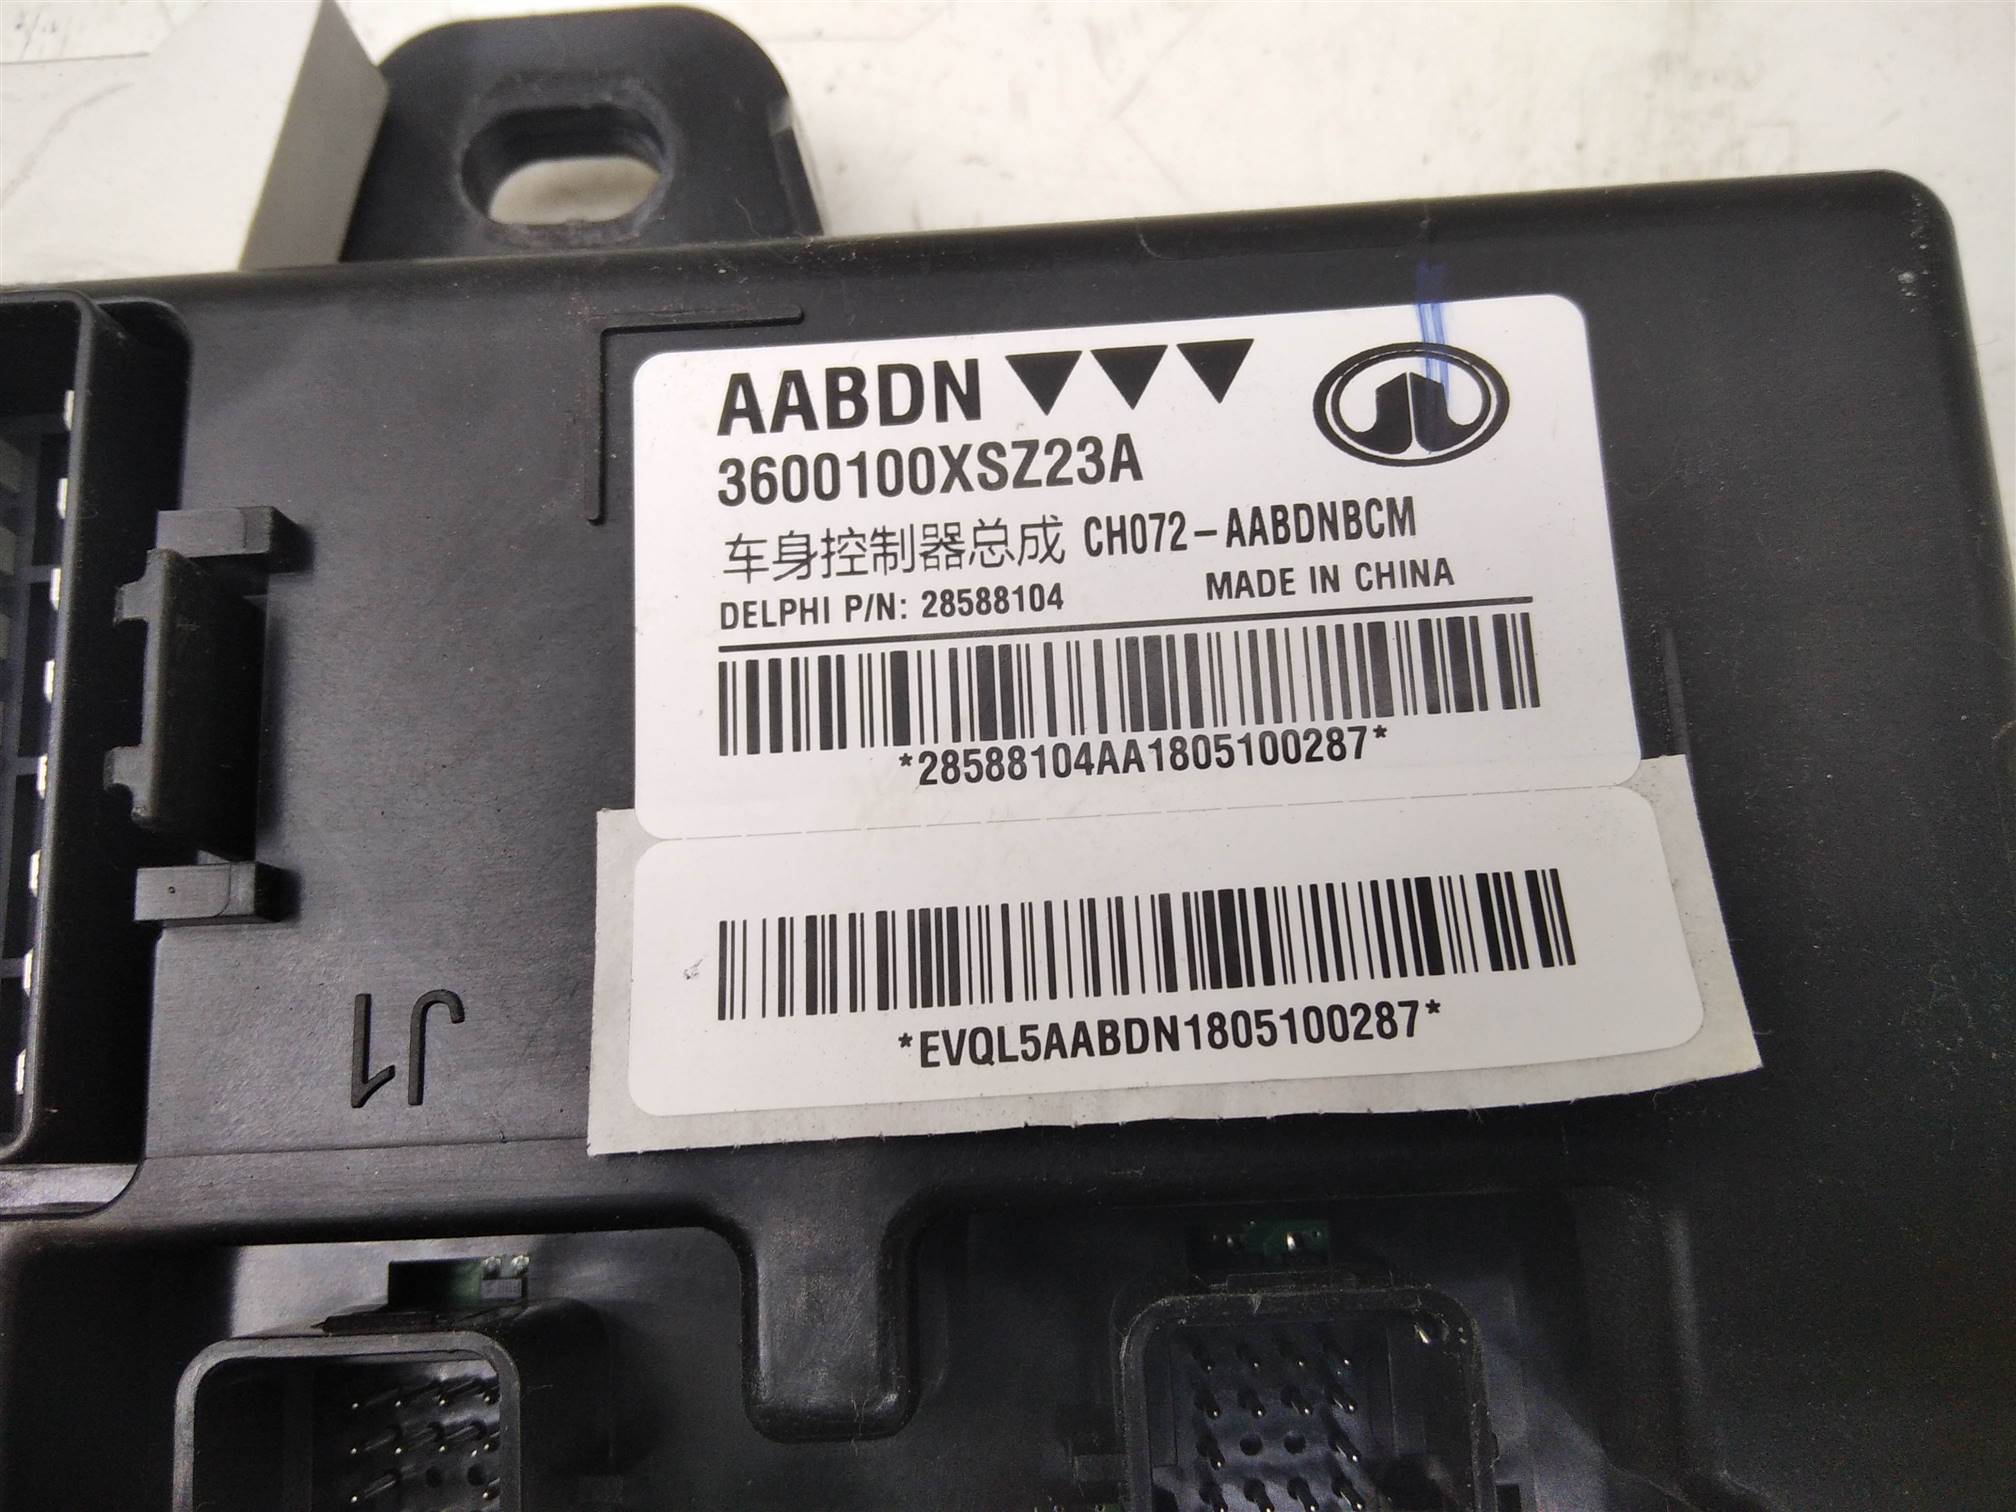 AABDN
3600100XSZ23A
车身控制器总成 CH072-AABDNBCM
DELPHI P/N: 28588104 MADE IN CHINA
*28588104AA1805100287*
*EVQL5AABDN1805100287*
J1